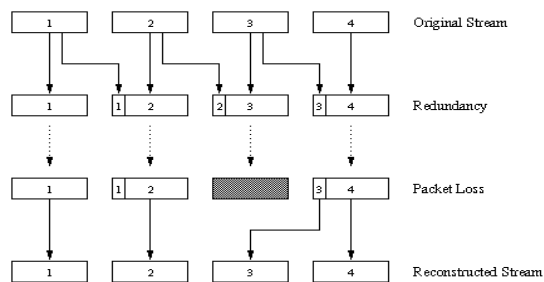 1 2 3 4 Original Stream
1 1 2 2 3 3 4 Redundancy
1 1 2 3 4 Packet Loss
1 2 3 4 Reconstructed Stream